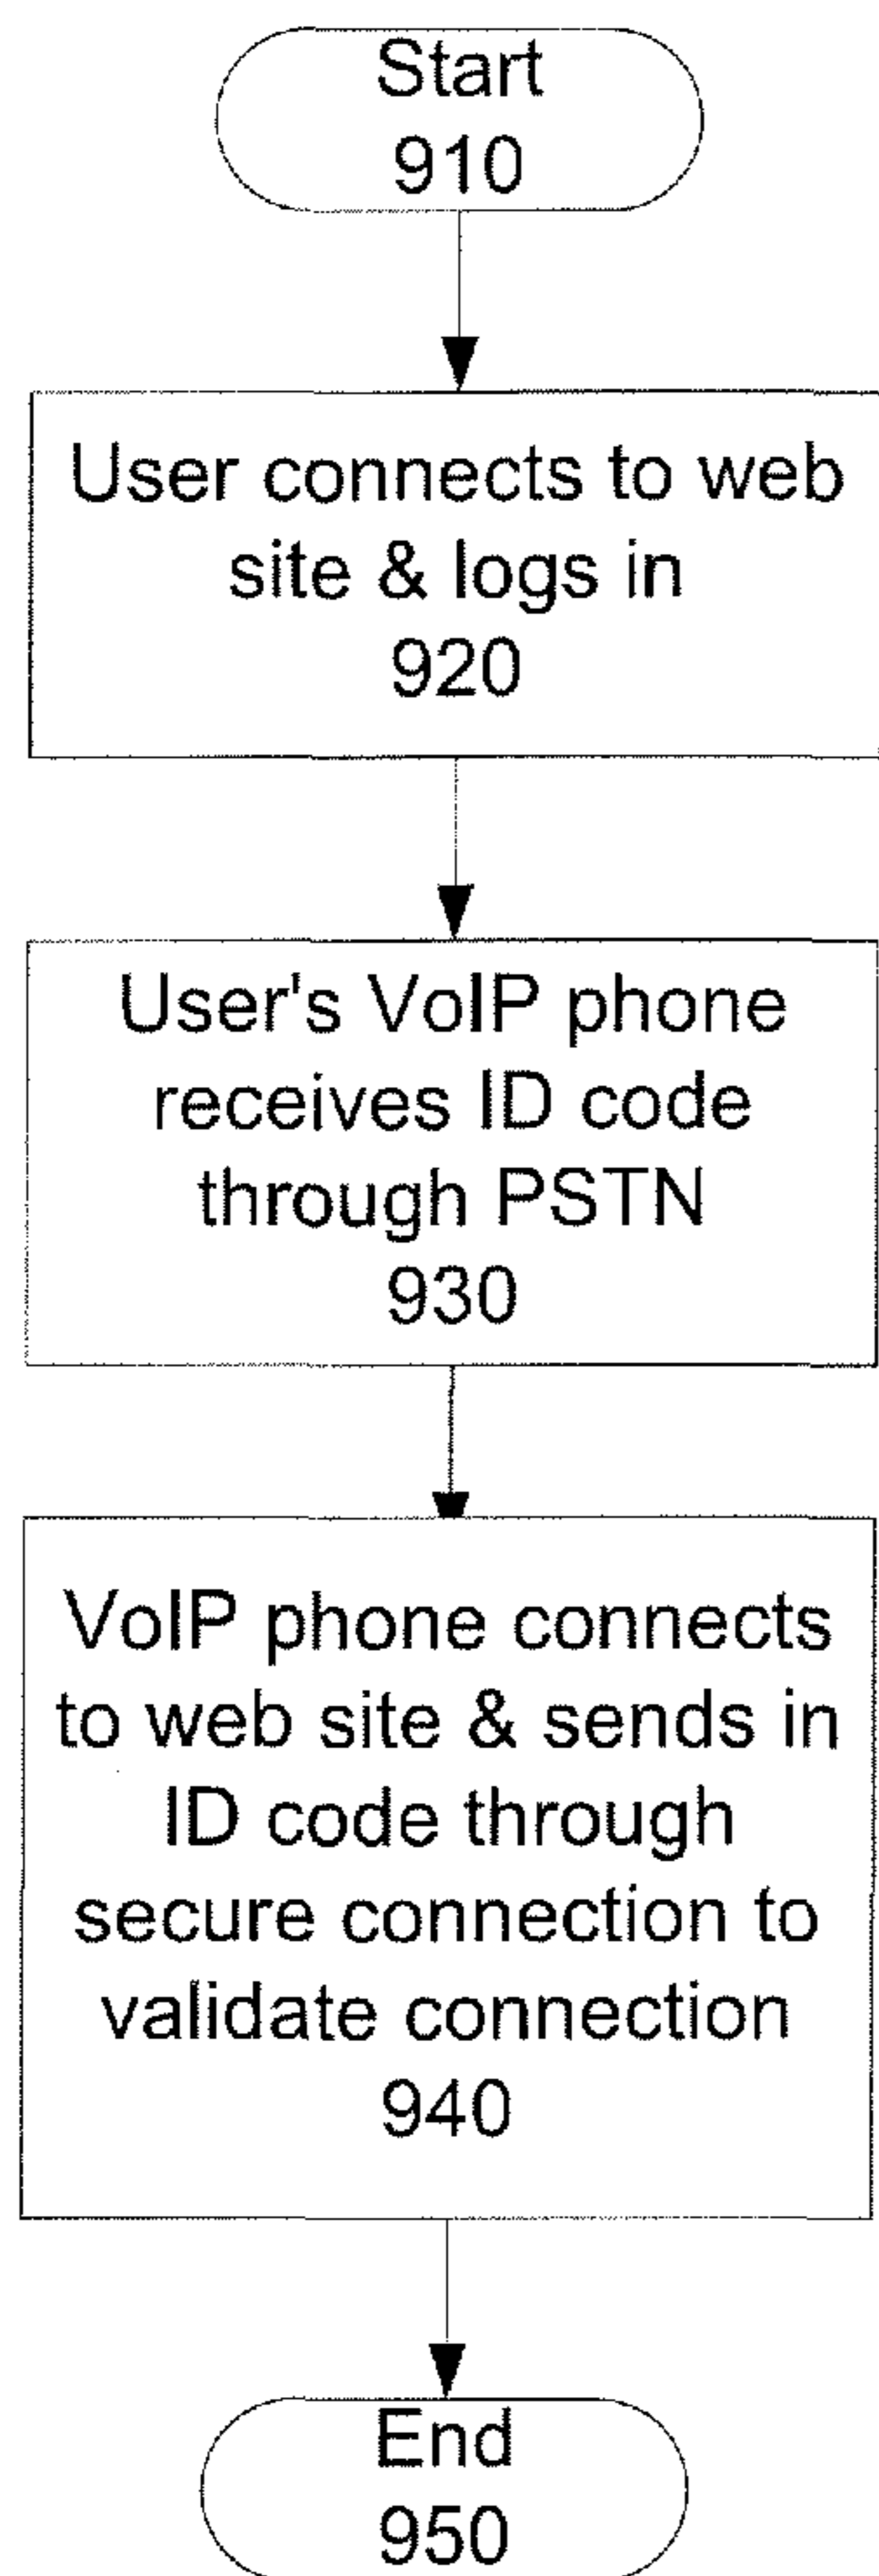 Start
910
User connects to web
site & logs in
920
User's VoIP phone
receives ID code
through PSTN
930
VoIP phone connects
to web site & sends in
ID code through
secure connection to
validate connection
940
End
950